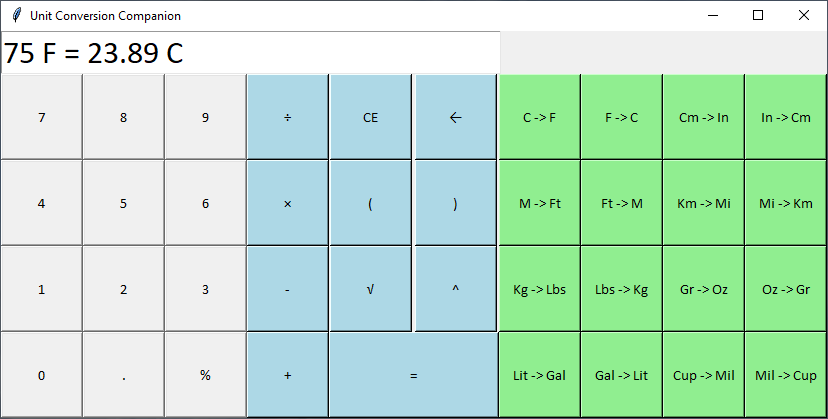 Unit Conversion Companion
75 F = 23.89 C
7 8 9 ÷ CE ← C -> F F -> C Cm -> In In -> Cm
4 5 6 × ( ) M -> Ft Ft -> M Km -> Mi Mi -> Km
1 2 3 - √ ^ Kg -> Lbs Lbs -> Kg Gr -> Oz Oz -> Gr
0 . % + = Lit -> Gal Gal -> Lit Cup -> Mil Mil -> Cup